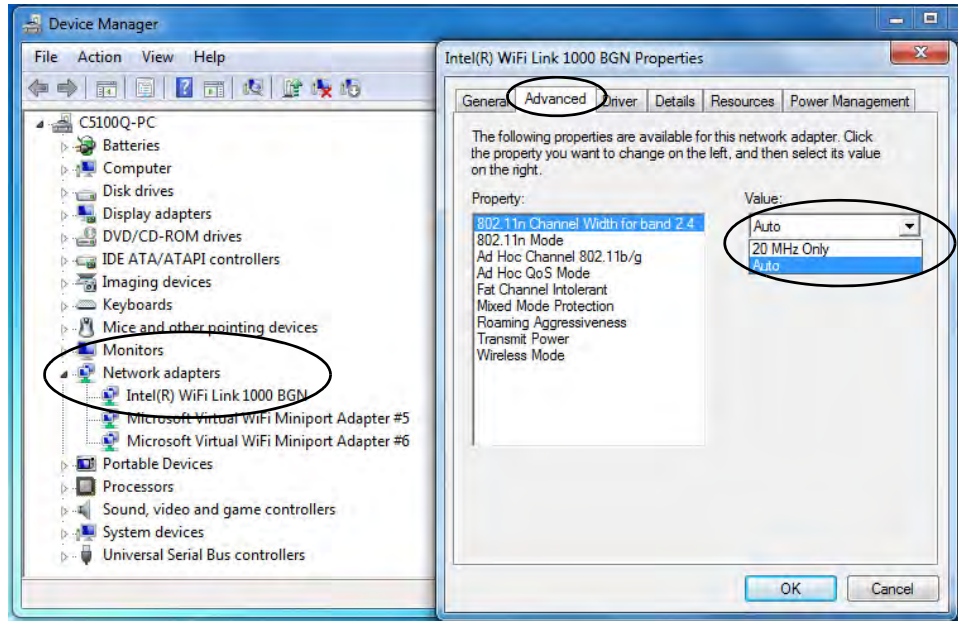 Device Manager
File Action View Help
C5100Q-PC
Batteries
Computer
Disk drives
Display adapters
DVD/CD-ROM drives
IDE ATA/ATAPI controllers
Imaging devices
Keyboards
Mice and other pointing devices
Monitors
Network adapters
Intel(R) WiFi Link 1000 BGN
Microsoft Virtual WiFi Miniport Adapter #5
Microsoft Virtual WiFi Miniport Adapter #6
Portable Devices
Processors
Sound, video and game controllers
System devices
Universal Serial Bus controllers
Intel(R) WiFi Link 1000 BGN Properties
General Advanced Driver Details Resources Power Management
The following properties are available for this network adapter. Click
the property you want to change on the left, and then select its value
on the right.
Property:
802.11n Channel Width for band 2.4
802.11n Mode
Ad Hoc Channel 802.11b/g
Ad Hoc QoS Mode
Fat Channel Intolerant
Mixed Mode Protection
Roaming Aggressiveness
Transmit Power
Wireless Mode
Value:
Auto
20 MHz Only
Auto
OK Cancel